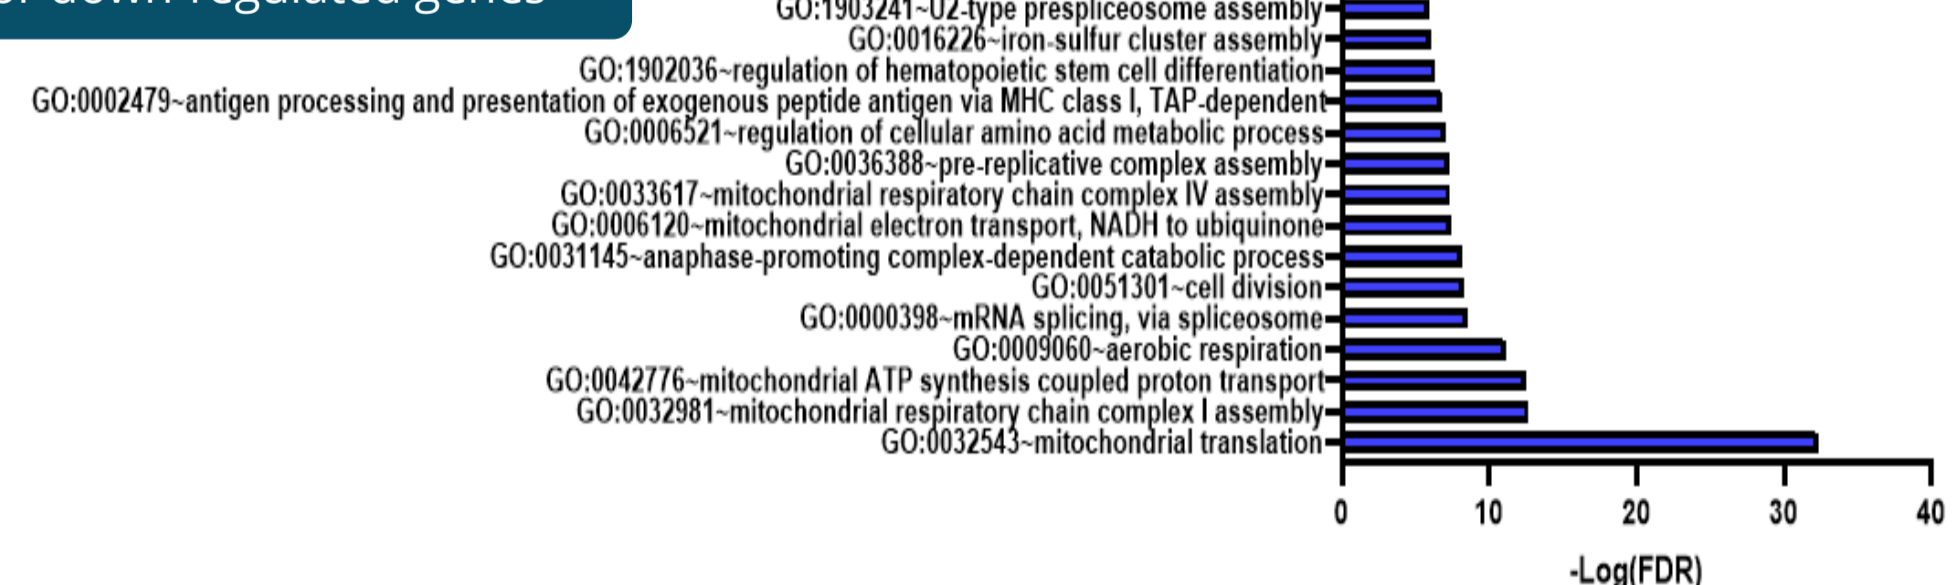 or down regulated genes
GO:1903241~U2-type prespliceosome assembly
GO:0016226~iron-sulfur cluster assembly
GO:1902036~regulation of hematopoietic stem cell differentiation
GO:0002479~antigen processing and presentation of exogenous peptide antigen via MHC class I, TAP-dependent
GO:0006521~regulation of cellular amino acid metabolic process
GO:0036388~pre-replicative complex assembly
GO:0033617~mitochondrial respiratory chain complex IV assembly
GO:0006120~mitochondrial electron transport, NADH to ubiquinone
GO:0031145~anaphase-promoting complex-dependent catabolic process
GO:0051301~cell division
GO:0000398~mRNA splicing, via spliceosome
GO:0009060~aerobic respiration
GO:0042776~mitochondrial ATP synthesis coupled proton transport
GO:0032981~mitochondrial respiratory chain complex I assembly
GO:0032543~mitochondrial translation
0 10 20 30 40
-Log(FDR)